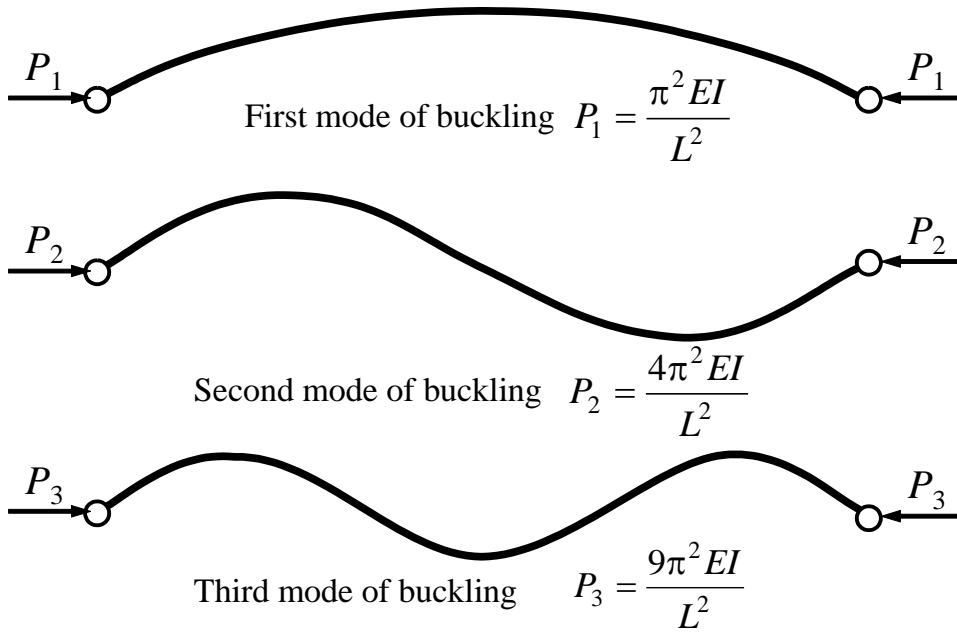 P₁ P₁
First mode of buckling P₁ = π²EI / L²
P₂ P₂
Second mode of buckling P₂ = 4π²EI / L²
P₃ P₃
Third mode of buckling P₃ = 9π²EI / L²